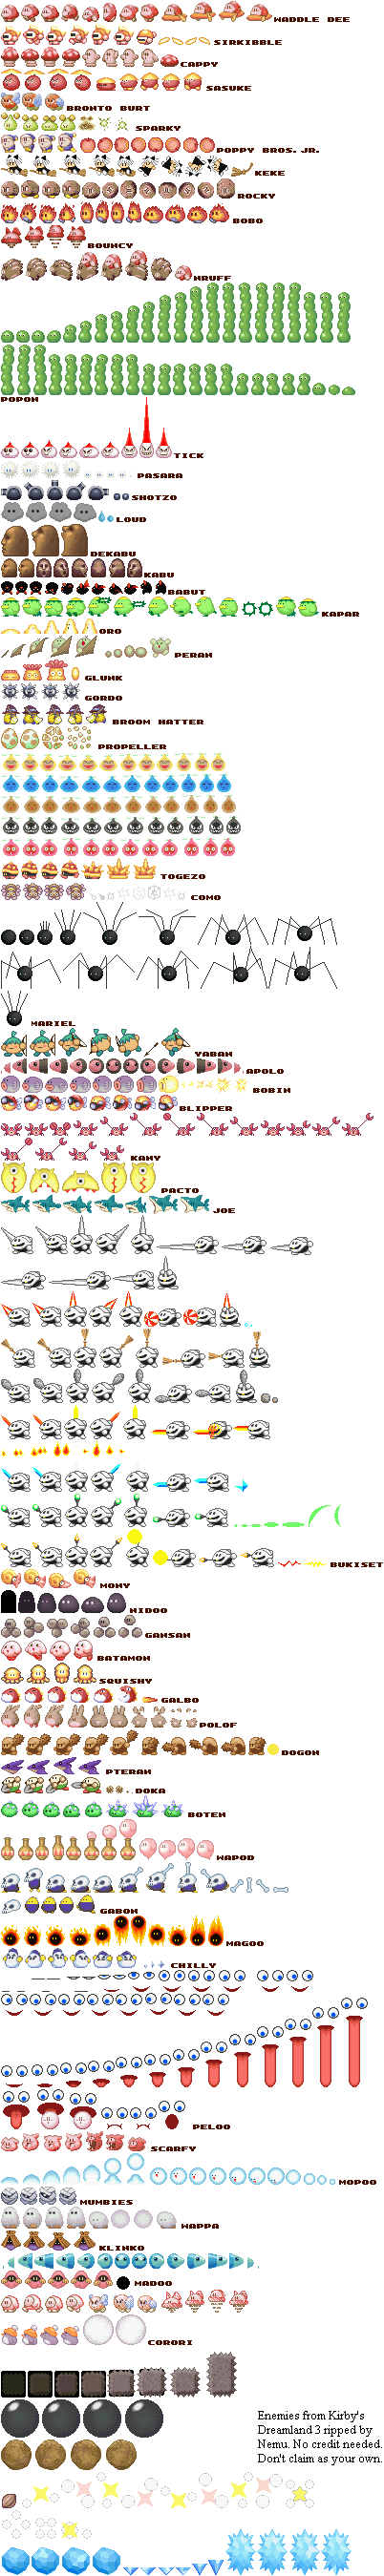 WADDLE DEE
SIRKIBBLE
CAPPY
SASUKE
BRONTO BURT
SPARKY
POPPY BROS. JR.
KEKE
ROCKY
BOBO
BOUNCY
NRUFF
POPON
TICK
PASARA
SHOTZO
LOUD
DEKABU
KABU
BABUT
KAPAR
ORO
PERAN
GLUNK
GORDO
BROOM HATTER
PROPELLER
TOGEZO
COMO
MARIEL
YABAN
APOLO
BOBIN
BLIPPER
KANY
PACTO
JOE
BUKISET
MONY
NIDOO
GANSAN
BATAMON
SQUISHY
GALBO
POLOF
DOGON
PTERAN
DOKA
BOTEN
WAPOD
GABON
MAGOO
CHILLY
PELOO
SCARFY
MOPOO
MUMBIES
WAPPA
KLINKO
MADOO
CORORI
Enemies from Kirby's
Dreamland 3 ripped by
Nemu. No credit needed.
Don't claim as your own.